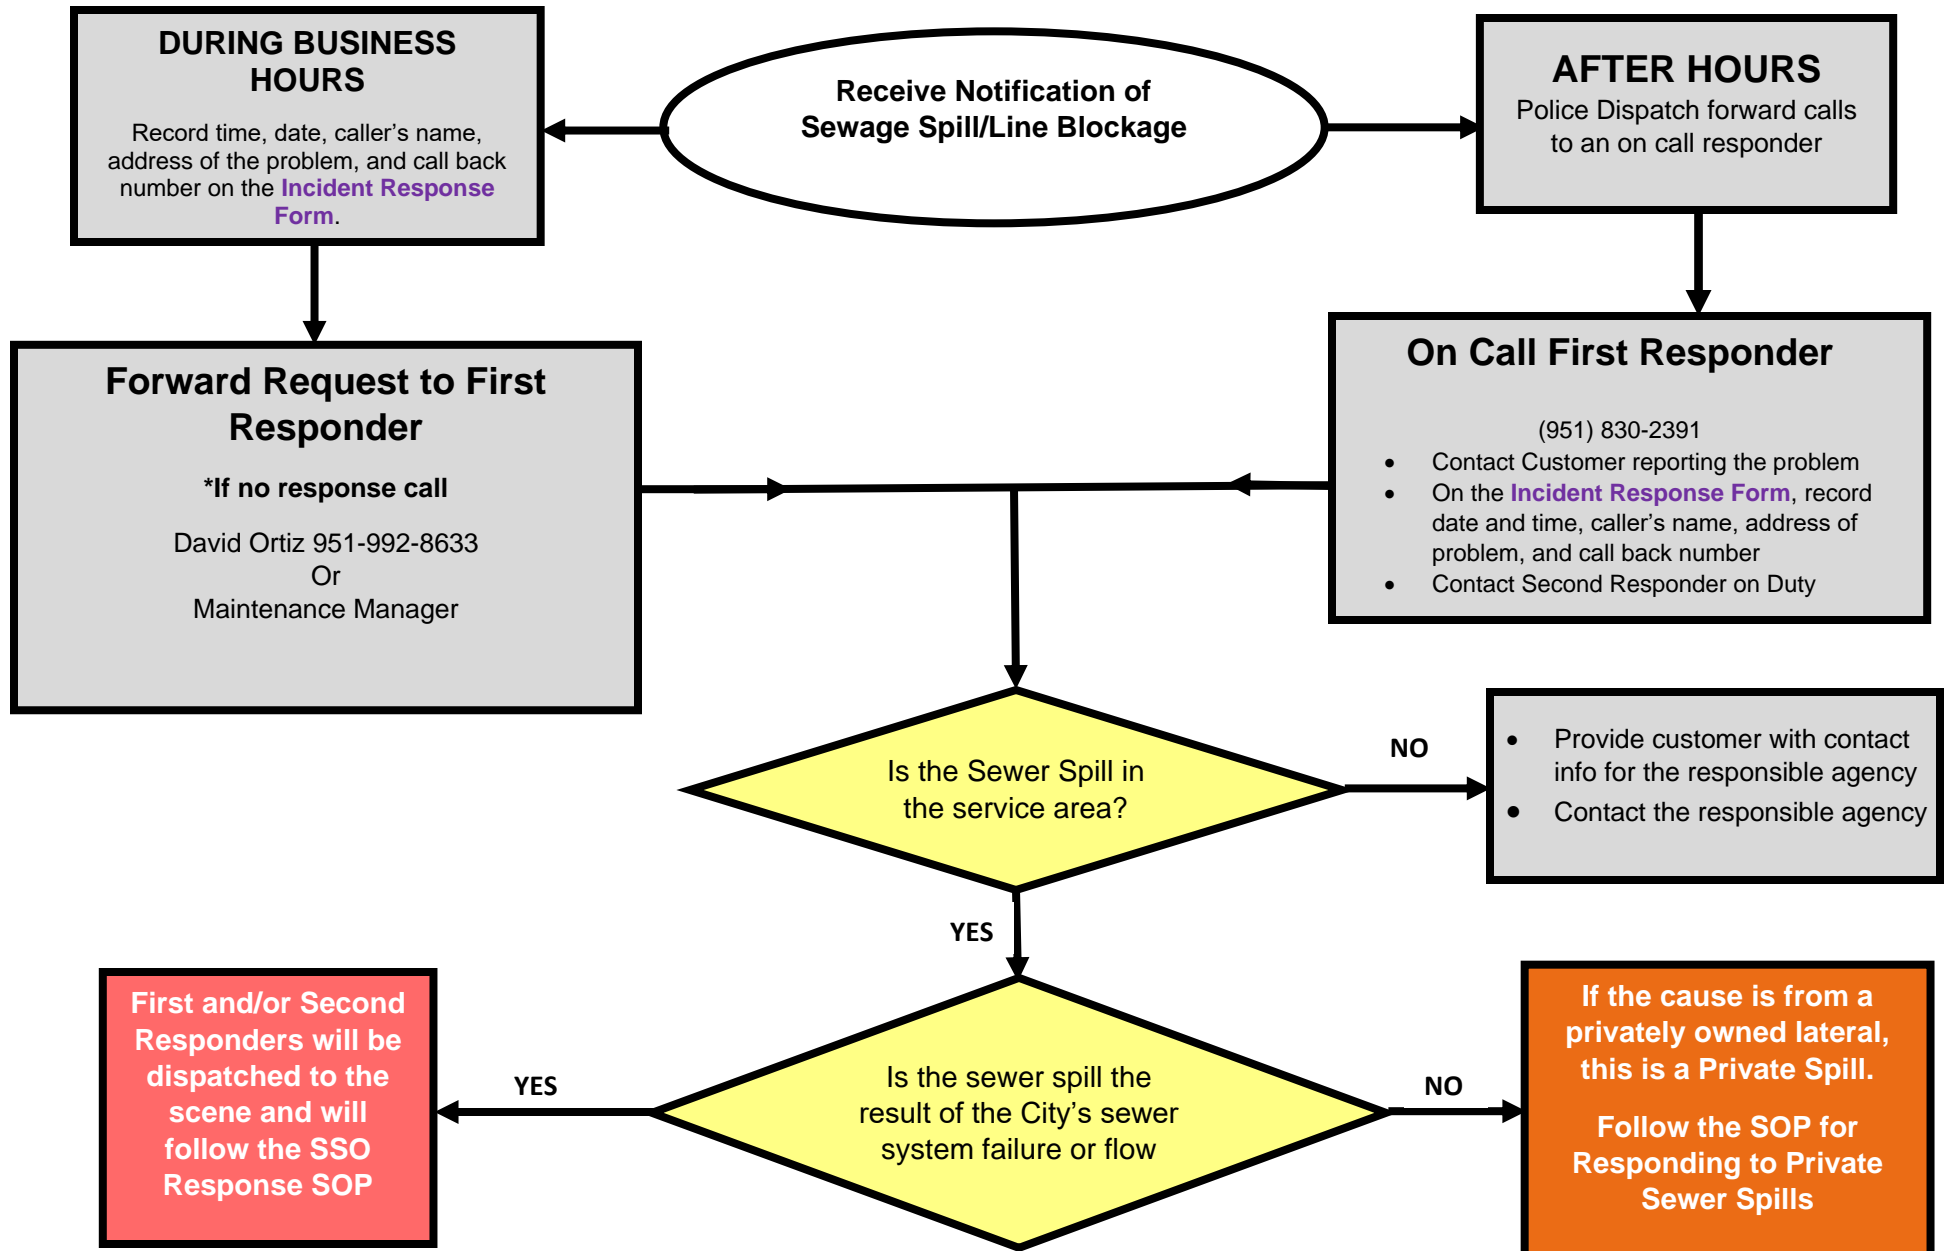 DURING BUSINESS
HOURS
Record time, date, caller’s name,
address of the problem, and call back
number on the Incident Response
Form.
Receive Notification of
Sewage Spill/Line Blockage
AFTER HOURS
Police Dispatch forward calls
to an on call responder
Forward Request to First
Responder
*If no response call
David Ortiz 951-992-8633
Or
Maintenance Manager
On Call First Responder
(951) 830-2391
• Contact Customer reporting the problem
• On the Incident Response Form, record
date and time, caller’s name, address of
problem, and call back number
• Contact Second Responder on Duty
Is the Sewer Spill in
the service area?
NO
• Provide customer with contact
info for the responsible agency
• Contact the responsible agency
YES
First and/or Second
Responders will be
dispatched to the
scene and will
follow the SSO
Response SOP
YES
Is the sewer spill the
result of the City’s sewer
system failure or flow
NO
If the cause is from a
privately owned lateral,
this is a Private Spill.
Follow the SOP for
Responding to Private
Sewer Spills